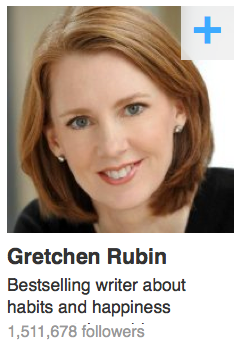 Gretchen Rubin
Bestselling writer about
habits and happiness
1,511,678 followers